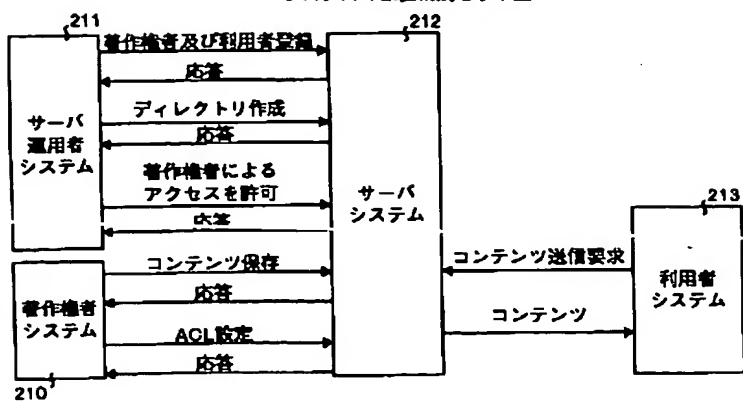 211
212
著作権者及び利用者登録
応答
ディレクトリ作成
応答
サーバ
運用者
システム
著作権者による
アクセスを許可
応答
サーバ
システム
213
コンテンツ保存
応答
著作権者
システム
ACL設定
応答
210
コンテンツ送信要求
コンテンツ
利用者
システム